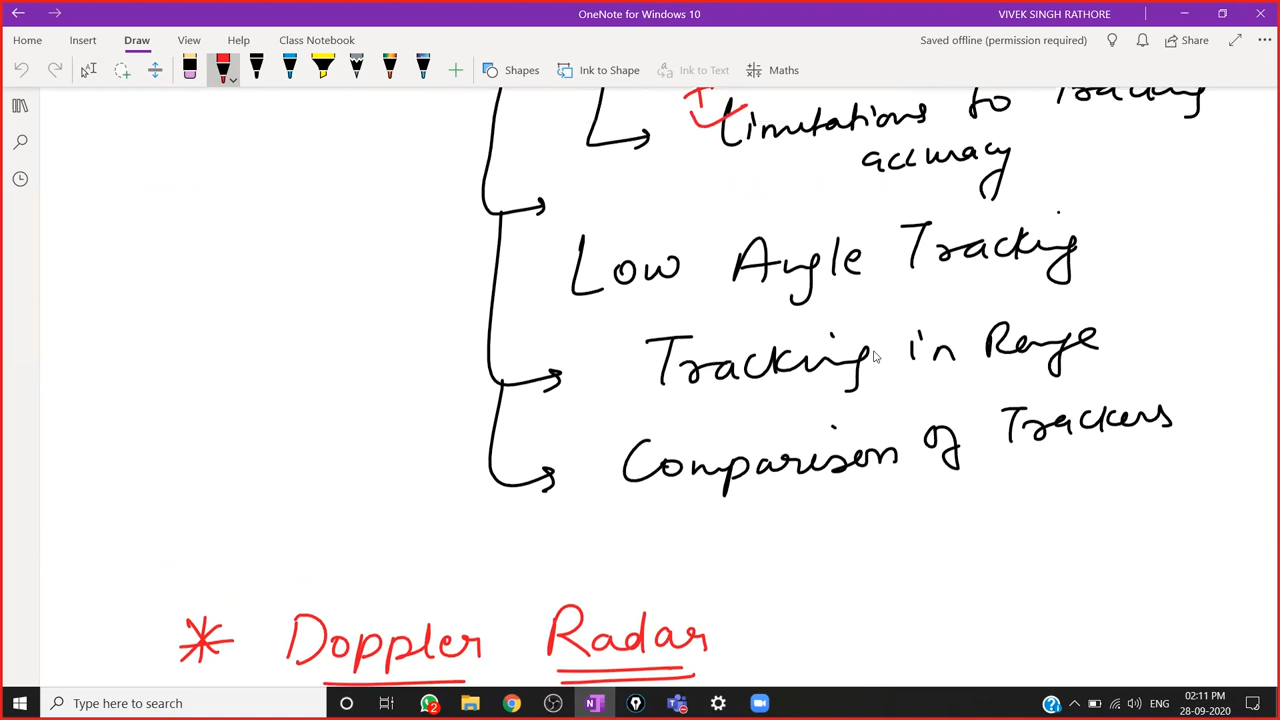 OneNote for Windows 10
VIVEK SINGH RATHORE
Home Insert Draw View Help Class Notebook
Saved offline (permission required)
Share
Shapes Ink to Shape Ink to Text Maths
Limitations to Tracking
accuracy
Low Angle Tracking
Tracking in Range
Comparison of Trackers
* Doppler Radar
Type here to search
2
ENG
02:11 PM
28-09-2020